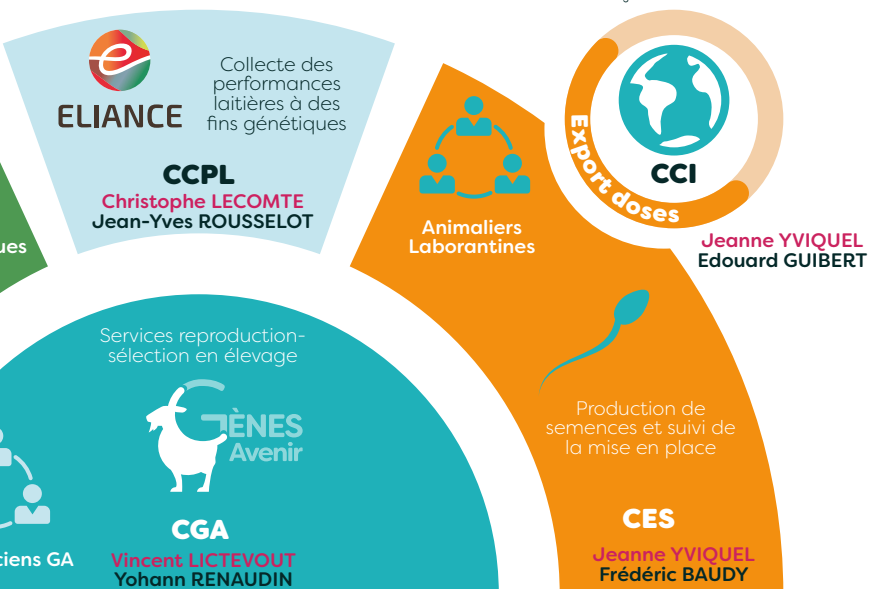 ELIANCE
Collecte des
performances
laitières à des
fins génétiques
CCPL
Christophe LECOMTE
Jean-Yves ROUSSELOT
Animaliers
Laborantines
Export doses
CCI
Jeanne YVIQUEL
Edouard GUIBERT
Services reproduction-
sélection en élevage
GÈNES
Avenir
GA
CGA
Vincent LICTEVOUT
Yohann RENAUDIN
Production de
semences et suivi de
la mise en place
CES
Jeanne YVIQUEL
Frédéric BAUDY